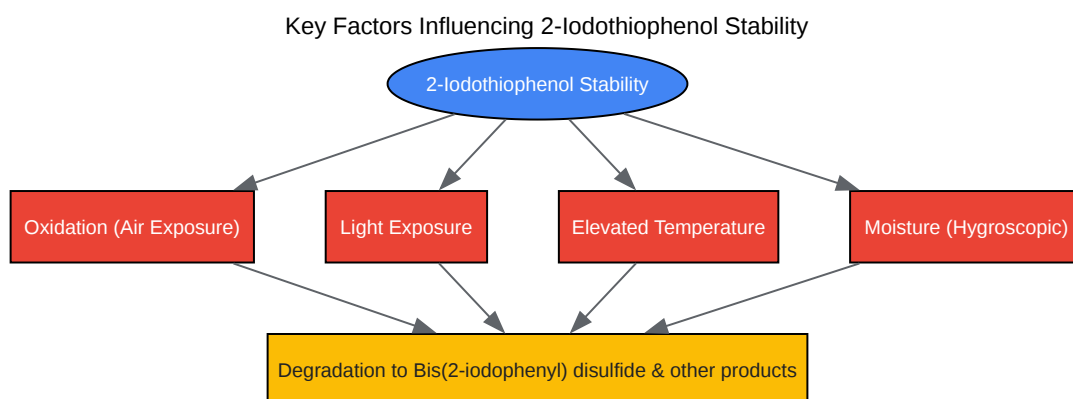 Key Factors Influencing 2-Iodothiophenol Stability
2-Iodothiophenol Stability
Oxidation (Air Exposure)
Light Exposure
Elevated Temperature
Moisture (Hygroscopic)
Degradation to Bis(2-iodophenyl) disulfide & other products